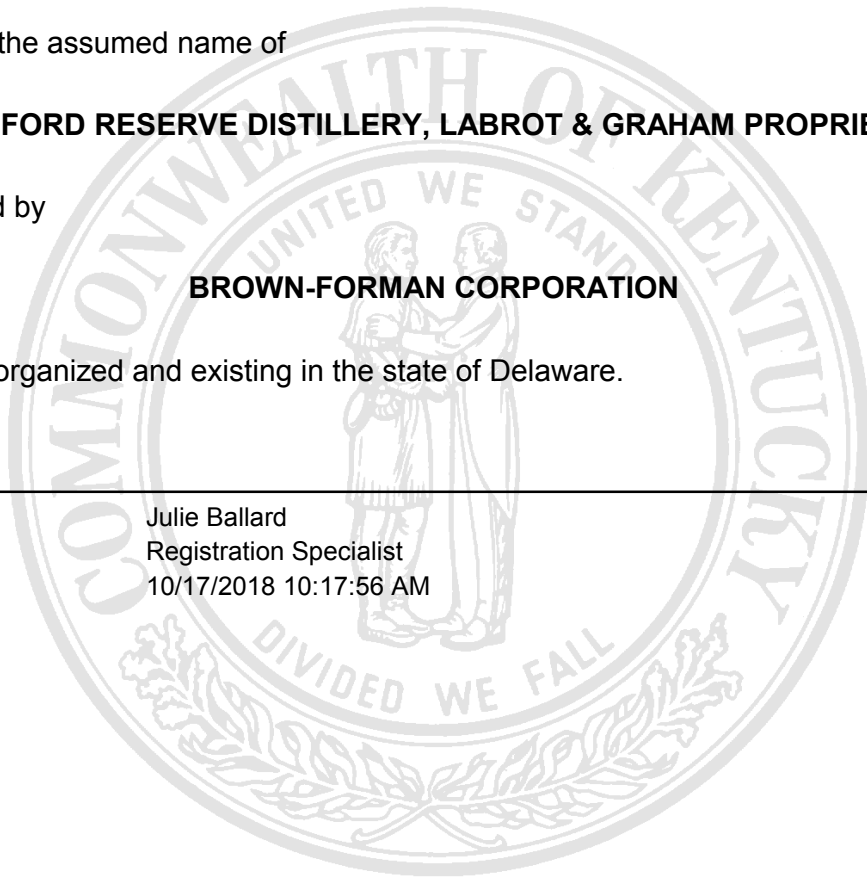 the assumed name of
FORD RESERVE DISTILLERY, LABROT & GRAHAM PROPRIE
d by
BROWN-FORMAN CORPORATION
organized and existing in the state of Delaware.
Julie Ballard
Registration Specialist
10/17/2018 10:17:56 AM
COMMONWEALTH OF KENTUCKY
UNITED WE STAND
DIVIDED WE FALL